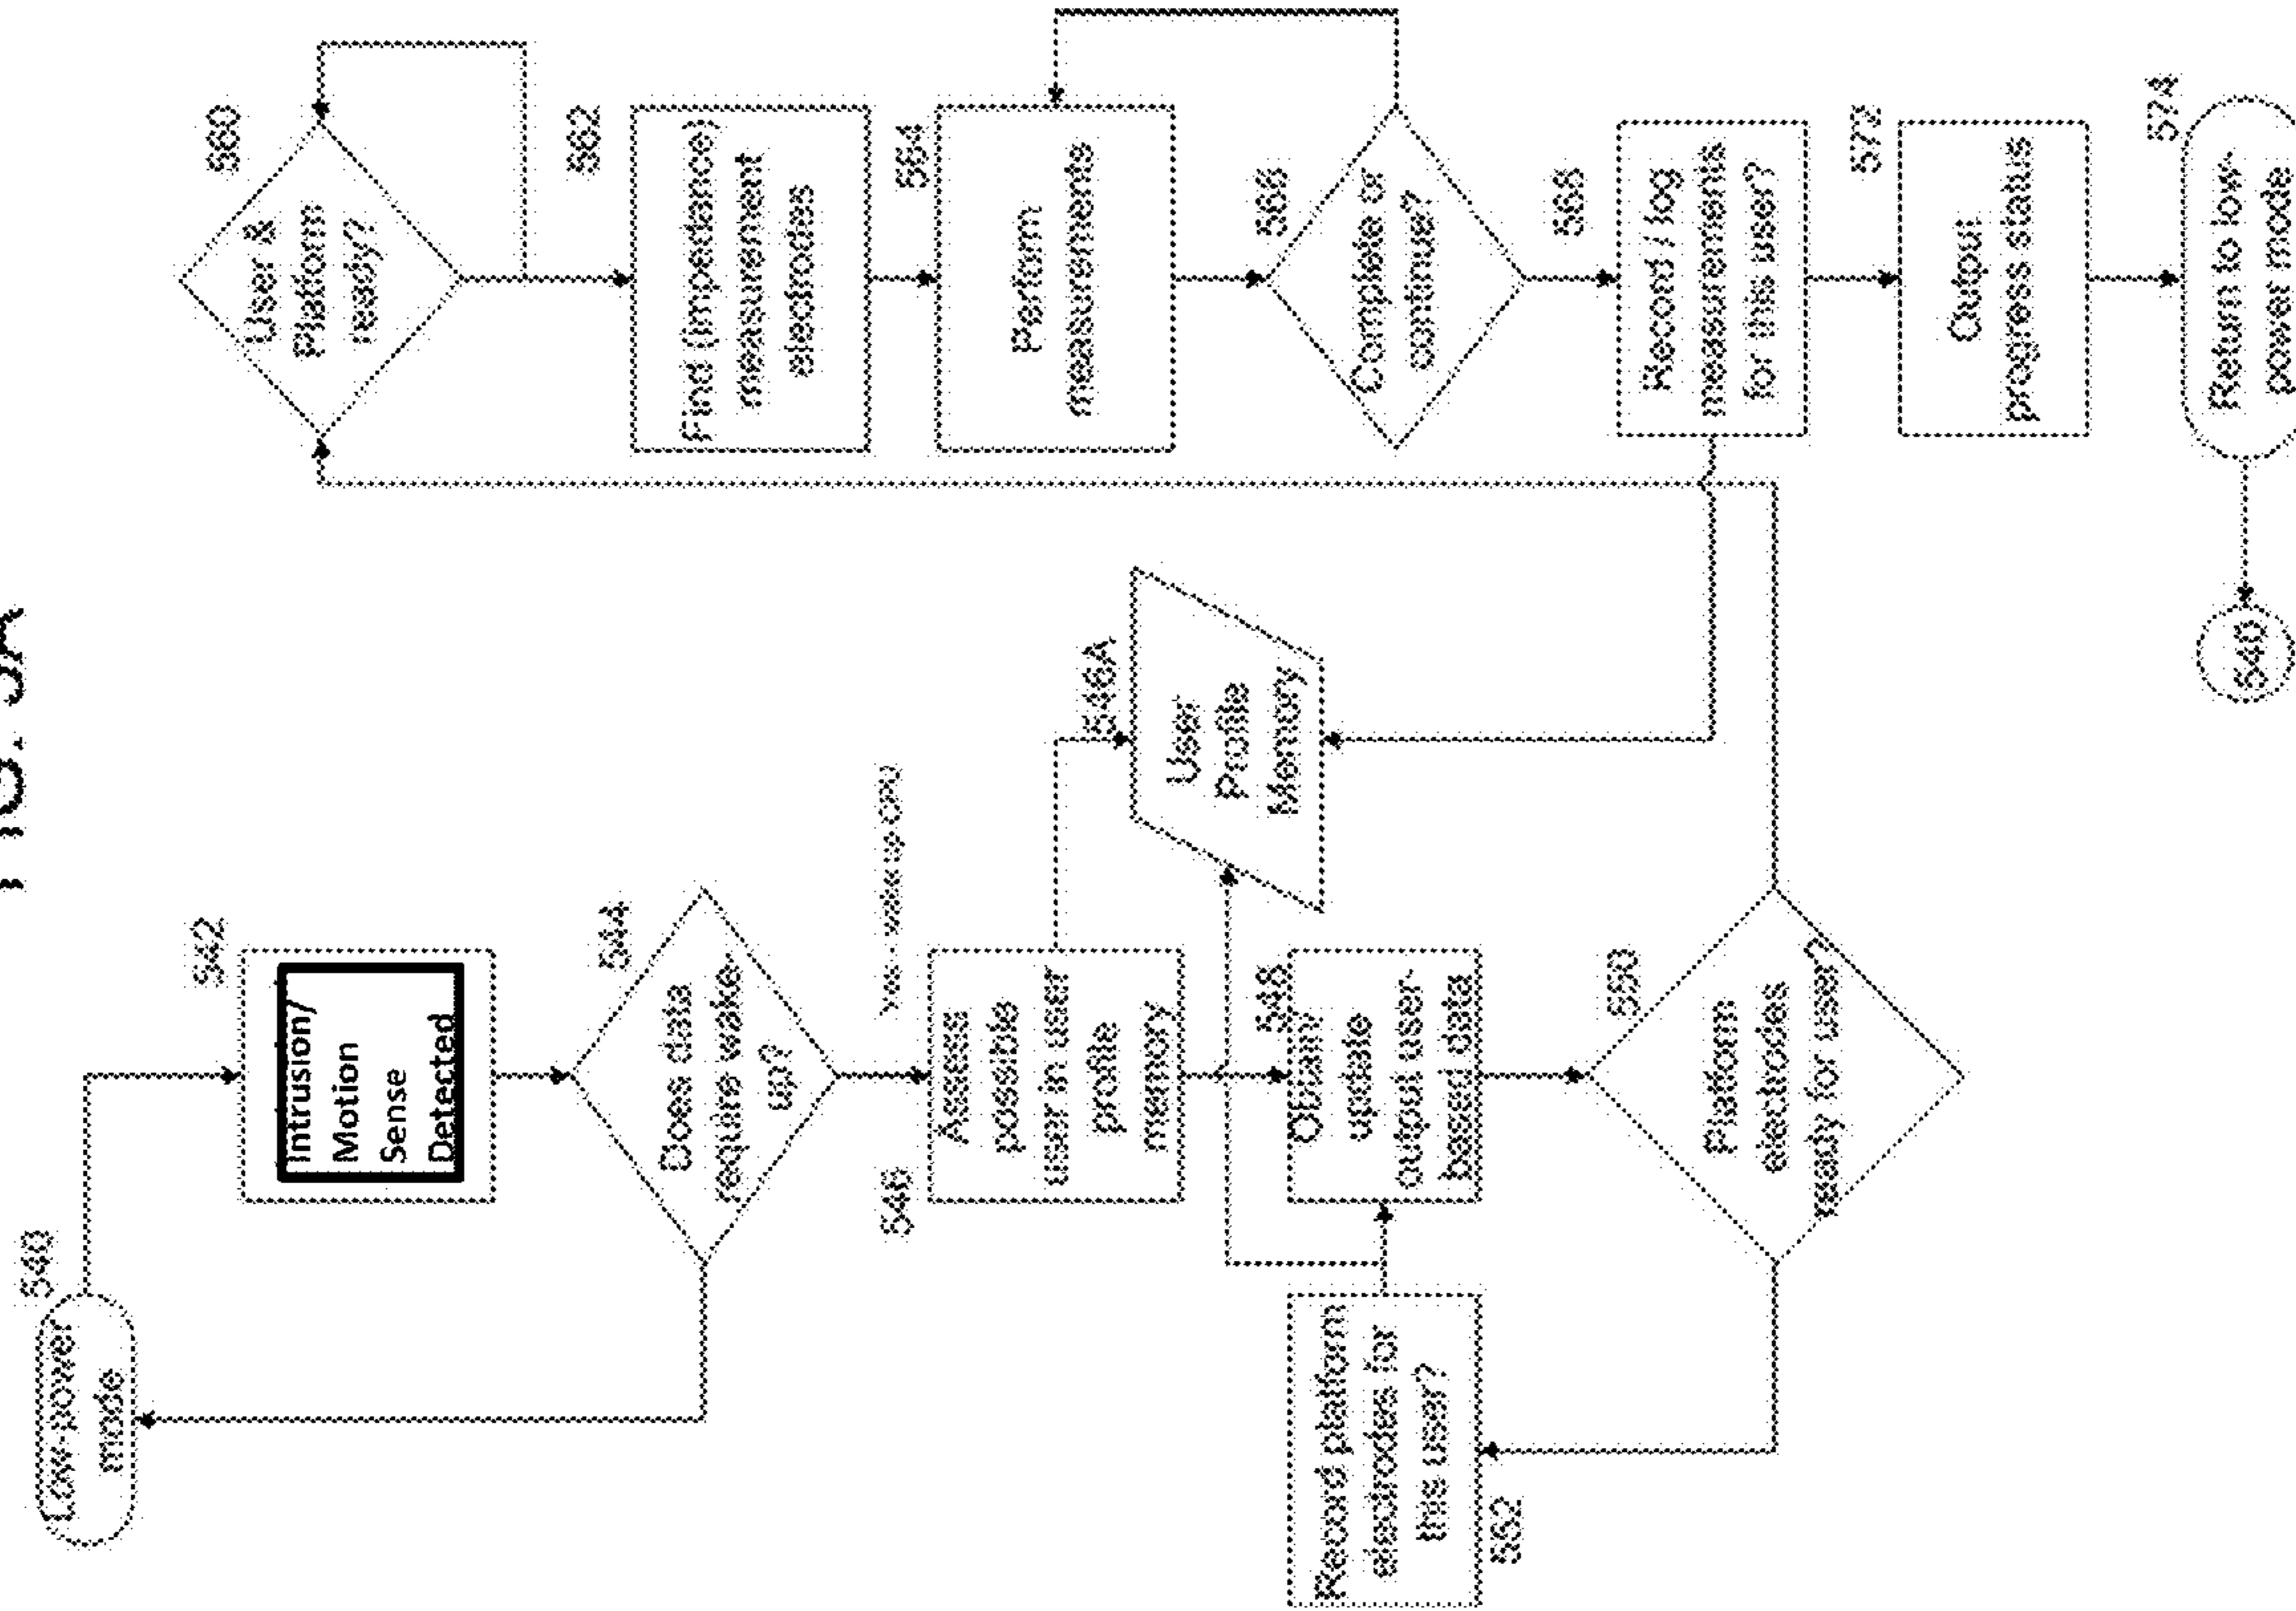 540
Low-power
mode
542
Intrusion/
Motion
Sense
Detected
544
Does data
require wake
up?
Yes - wake up CPU
546
Assess
possible
user in user
profile
memory
546A
User
Profile
Memory
548
Obtain/
update
output user-
based data
550
Platform
electrodes
ready for user?
552
Record platform
electrodes for
this user?
560
User &
Platform
ready?
562
Find (impedance)
measurement
electrodes
564
Perform
measurements
Complete or
continue?
568
Record / log
measurements
for this user?
572
Output
progress status
574
Return to low-
power mode
540